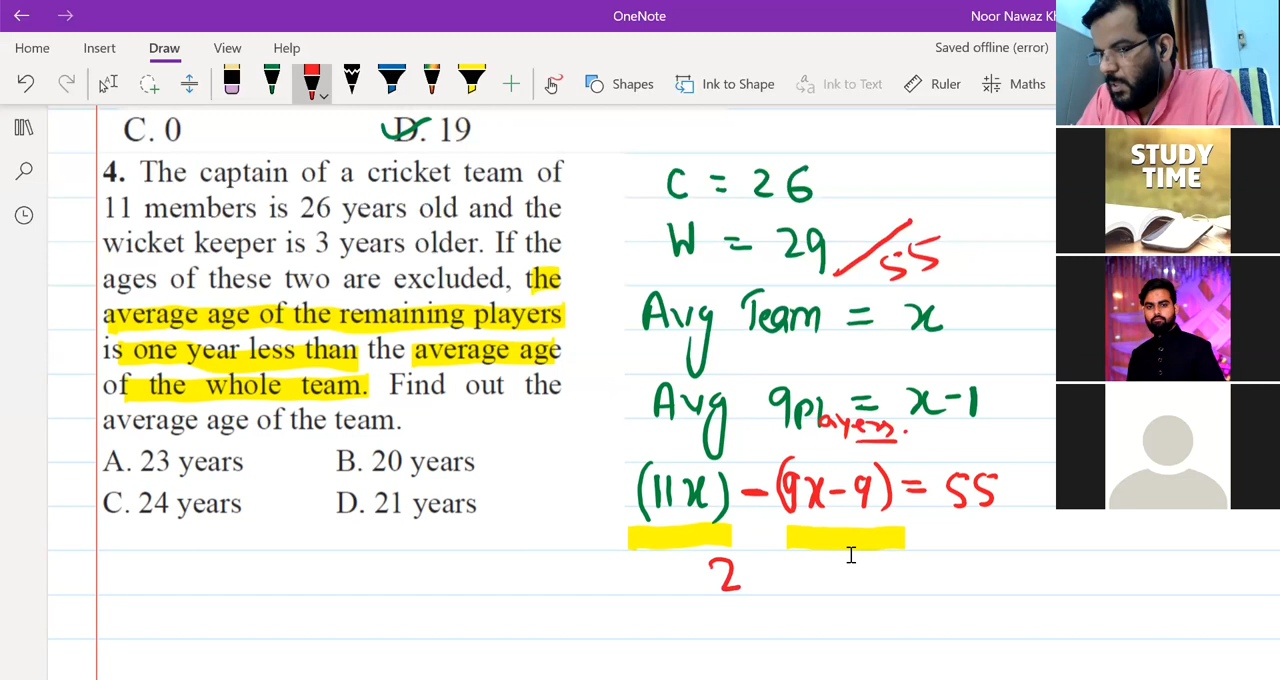 OneNote
Noor Nawaz Kh
Home Insert Draw View Help
Saved offline (error)
Shapes Ink to Shape Ink to Text Ruler Maths
C. 0 D. 19
4. The captain of a cricket team of
11 members is 26 years old and the
wicket keeper is 3 years older. If the
ages of these two are excluded, the
average age of the remaining players
is one year less than the average age
of the whole team. Find out the
average age of the team.
A. 23 years B. 20 years
C. 24 years D. 21 years
C = 26
W = 29 / 55
Avg Team = x
Avg 9players = x-1
(11x) - (9x-9) = 55
2
STUDY
TIME